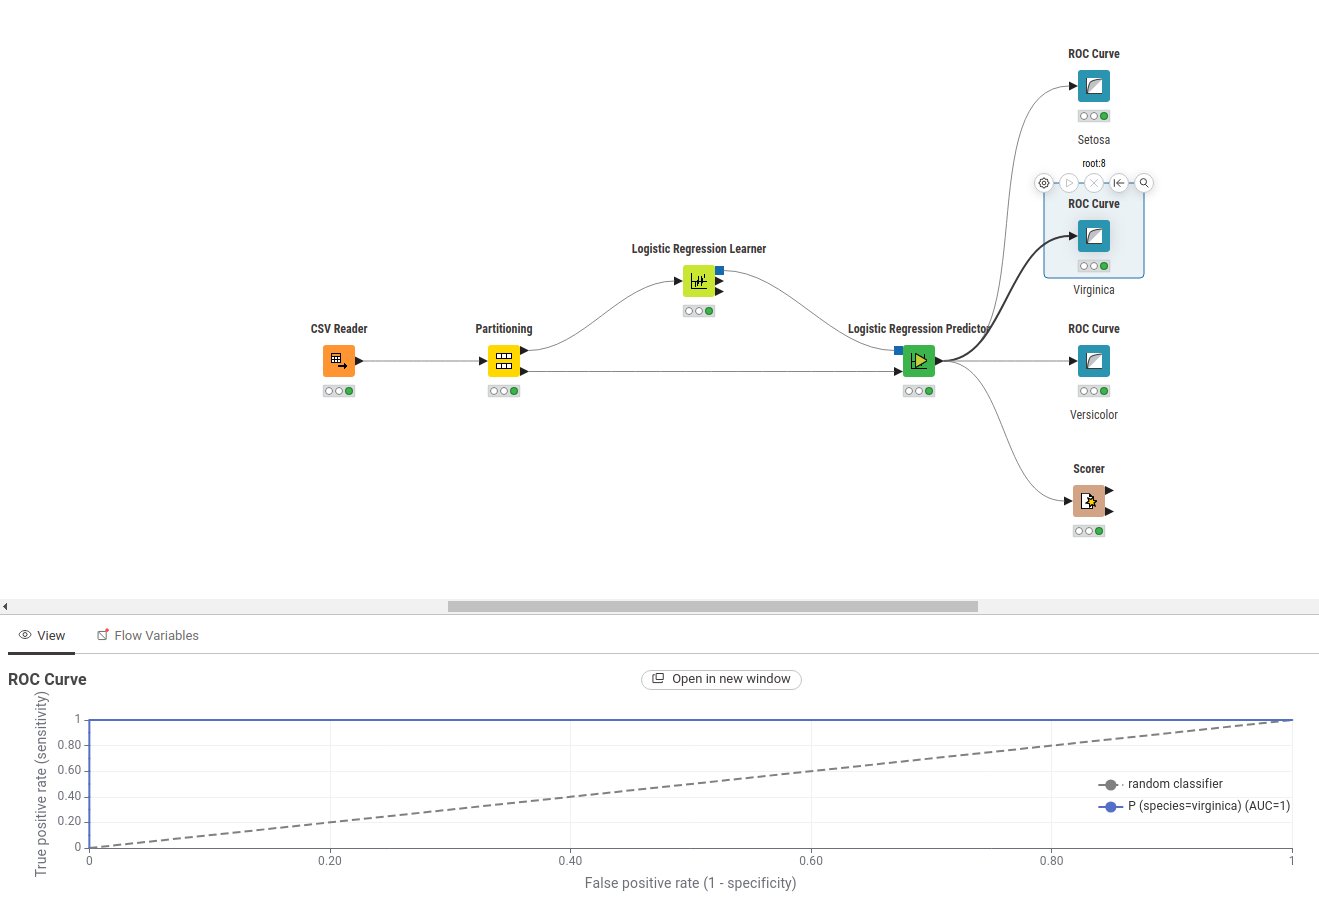 ROC Curve
Setosa
root:8
ROC Curve
Virginica
Logistic Regression Learner
CSV Reader
Partitioning
Logistic Regression Predictor
ROC Curve
Versicolor
Scorer
View
Flow Variables
ROC Curve
Open in new window
True positive rate (sensitivity)
1
0.80
0.60
0.40
0.20
0
random classifier
P (species=virginica) (AUC=1)
0
0.20
0.40
0.60
0.80
1
False positive rate (1 - specificity)